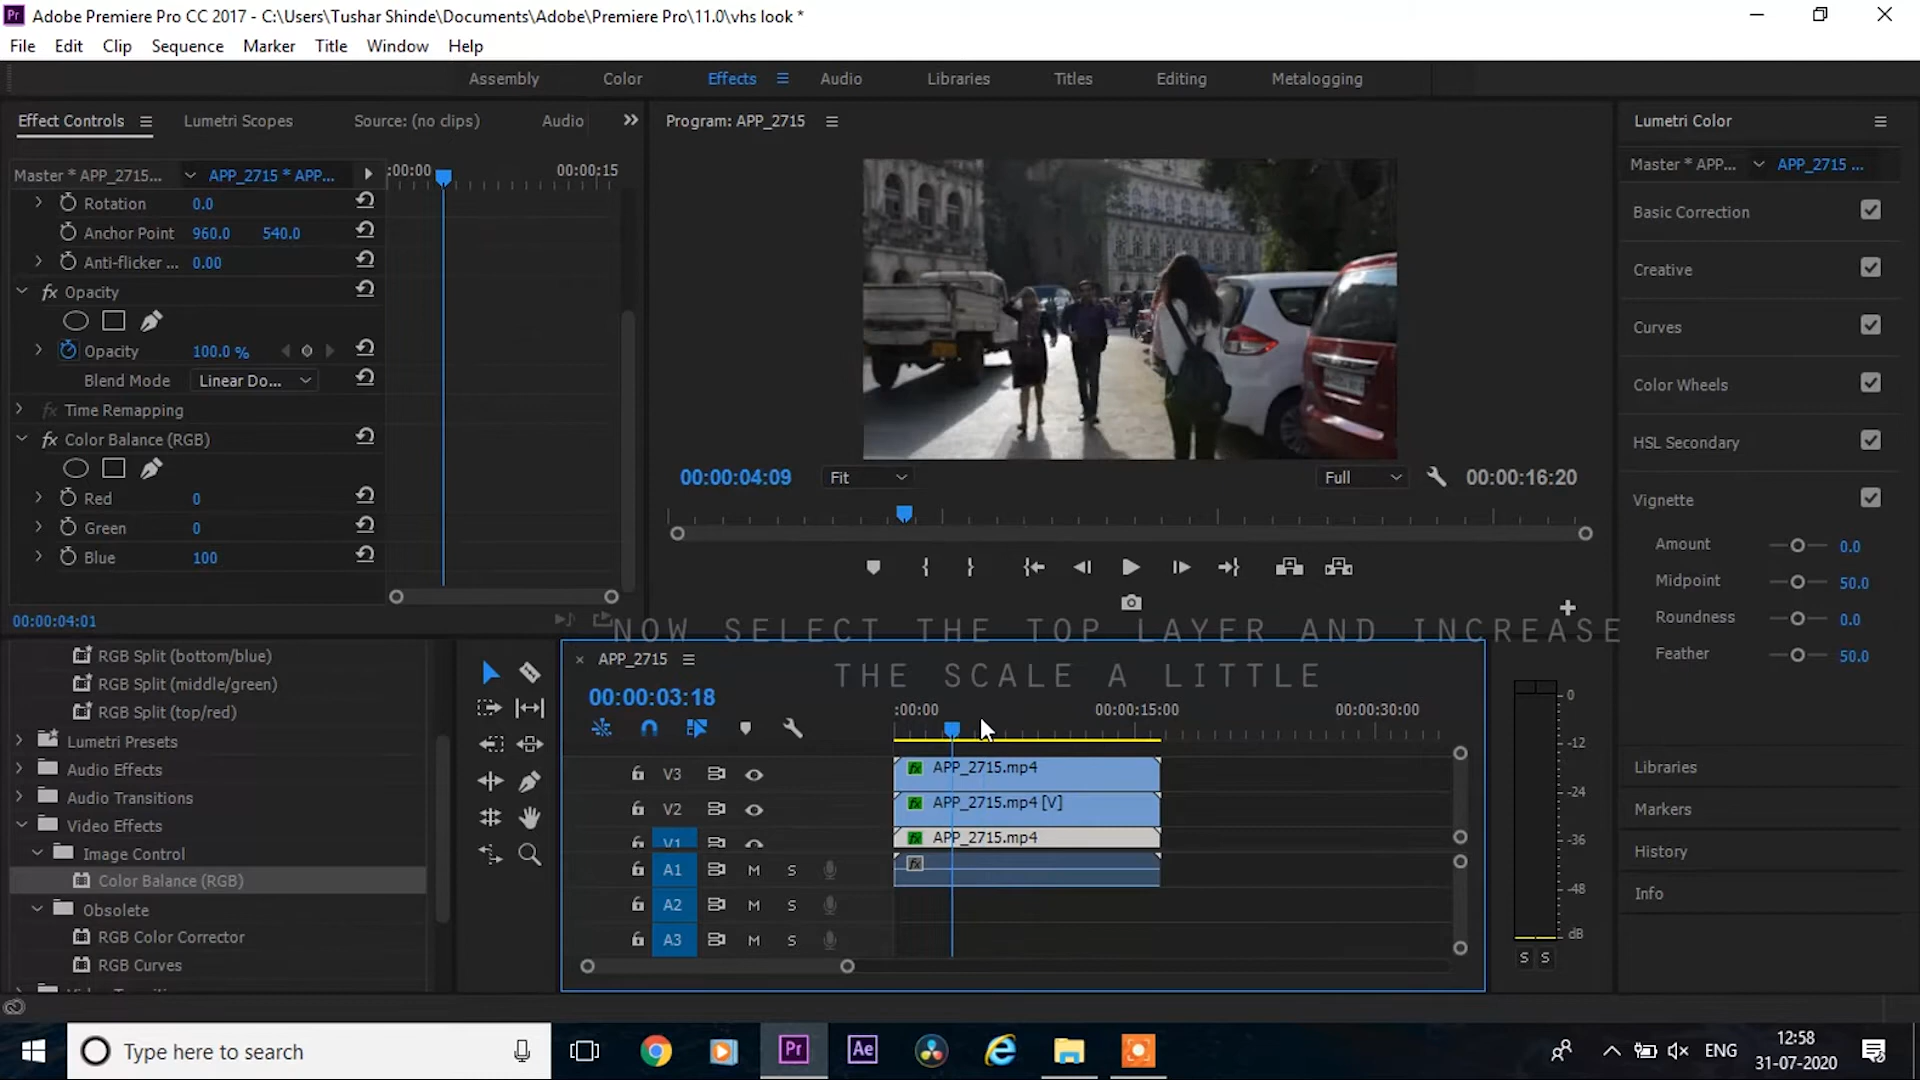 Adobe Premiere Pro CC 2017 - C:\Users\Tushar Shinde\Documents\Adobe\Premiere Pro\11.0\vhs look *
File Edit Clip Sequence Marker Title Window Help
Assembly Color Effects Audio Libraries Titles Editing Metalogging
Effect Controls Lumetri Scopes Source: (no clips) Audio
Master * APP_2715... APP_2715 * APP...
:00:00 00:00:15
Rotation 0.0
Anchor Point 960.0 540.0
Anti-flicker ... 0.00
fx Opacity
Opacity 100.0 %
Blend Mode Linear Do...
fx Time Remapping
fx Color Balance (RGB)
Red 0
Green 0
Blue 100
00:00:04:01
Program: APP_2715
00:00:04:09 Fit Full 00:00:16:20
Lumetri Color
Master * APP... APP_2715 ...
Basic Correction
Creative
Curves
Color Wheels
HSL Secondary
Vignette
Amount 0.0
Midpoint 50.0
Roundness 0.0
Feather 50.0
Libraries
Markers
History
Info
NOW SELECT THE TOP LAYER AND INCREASE
THE SCALE A LITTLE
RGB Split (bottom/blue)
RGB Split (middle/green)
RGB Split (top/red)
Lumetri Presets
Audio Effects
Audio Transitions
Video Effects
Image Control
Color Balance (RGB)
Obsolete
RGB Color Corrector
RGB Curves
× APP_2715
00:00:03:18
:00:00 00:00:15:00 00:00:30:00
V3 fx APP_2715.mp4
V2 fx APP_2715.mp4 [V]
V1 fx APP_2715.mp4
A1 M S fx
A2 M S
A3 M S
0
-12
-24
-36
-48
dB
S S
Type here to search
Pr Ae
ENG
12:58
31-07-2020